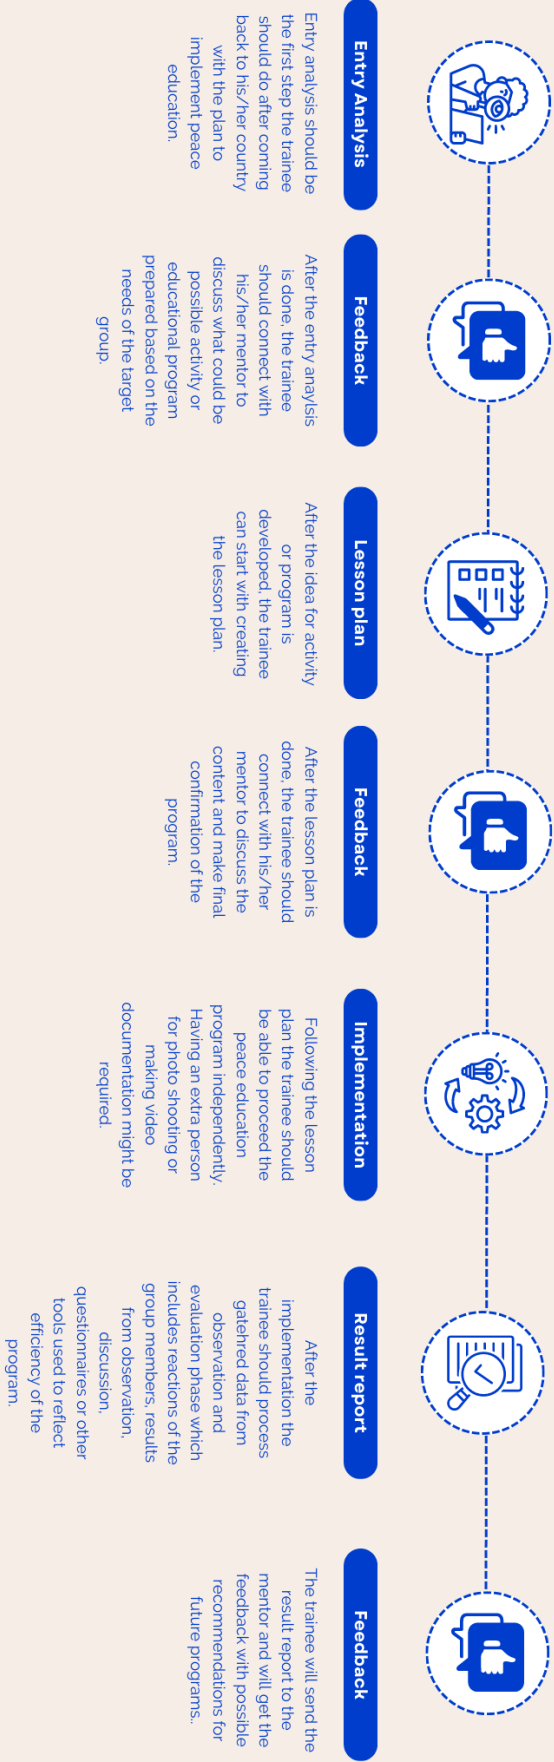 Entry Analysis
Entry analysis should be
the first step the trainee
should do after coming
back to his/her country
with the plan to
implement peace
education.
Feedback
After the entry anaylsis
is done, the trainee
should connect with
his/her mentor to
discuss what could be
possible activity or
educational program
prepared based on the
needs of the target
group.
Lesson plan
After the idea for activity
or program is
developed, the trainee
can start with creating
the lesson plan.
Feedback
After the lesson plan is
done, the trainee should
connect with his/her
mentor to discuss the
content and make final
confirmation of the
program.
Implementation
Following the lesson
plan the trainee should
be able to proceed the
peace education
program independently.
Having an extra person
for photo shooting or
making video
documentation might be
required.
Result report
After the
implementation the
trainee should process
gatehred data from
observation and
evaluation phase which
includes reactions of the
group members, results
from observation,
discussion,
questionnaires or other
tools used to reflect
efficiency of the
program.
Feedback
The trainee will send the
result report to the
mentor and will get the
feedback with possible
recommendations for
future programs..